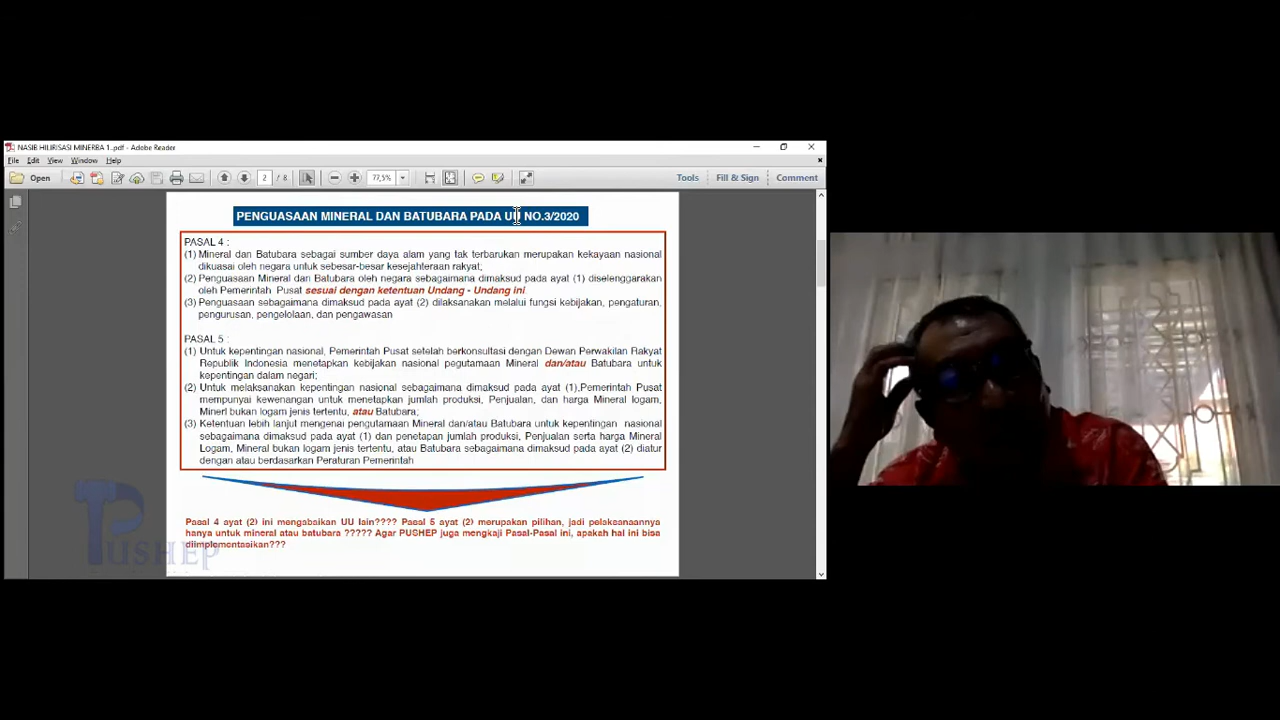 NASIB HILIRISASI MINERBA 1..pdf - Adobe Reader
File Edit View Window Help
Open 2 / 8 77,5% Tools Fill & Sign Comment
PENGUASAAN MINERAL DAN BATUBARA PADA UU NO.3/2020
PASAL 4 :
(1) Mineral dan Batubara sebagai sumber daya alam yang tak terbarukan merupakan kekayaan nasional
dikuasai oleh negara untuk sebesar-besar kesejahteraan rakyat;
(2) Penguasaan Mineral dan Batubara oleh negara sebagaimana dimaksud pada ayat (1) diselenggarakan
oleh Pemerintah Pusat sesuai dengan ketentuan Undang - Undang ini
(3) Penguasaan sebagaimana dimaksud pada ayat (2) dilaksanakan melalui fungsi kebijakan, pengaturan,
pengurusan, pengelolaan, dan pengawasan
PASAL 5 :
(1) Untuk kepentingan nasional, Pemerintah Pusat setelah berkonsultasi dengan Dewan Perwakilan Rakyat
Republik Indonesia menetapkan kebijakan nasional pegutamaan Mineral dan/atau Batubara untuk
kepentingan dalam negari;
(2) Untuk melaksanakan kepentingan nasional sebagaimana dimaksud pada ayat (1),Pemerintah Pusat
mempunyai kewenangan untuk menetapkan jumlah produksi, Penjualan, dan harga Mineral logam,
Minerl bukan logam jenis tertentu, atau Batubara;
(3) Ketentuan lebih lanjut mengenai pengutamaan Mineral dan/atau Batubara untuk kepentingan nasional
sebagaimana dimaksud pada ayat (1) dan penetapan jumlah produksi, Penjualan serta harga Mineral
Logam, Mineral bukan logam jenis tertentu, atau Batubara sebagaimana dimaksud pada ayat (2) diatur
dengan atau berdasarkan Peraturan Pemerintah
Pasal 4 ayat (2) ini mengabaikan UU lain???? Pasal 5 ayat (2) merupakan pilihan, jadi pelaksanaannya
hanya untuk mineral atau batubara ????? Agar PUSHEP juga mengkaji Pasal-Pasal ini, apakah hal ini bisa
diimplementasikan???
PUSHEP